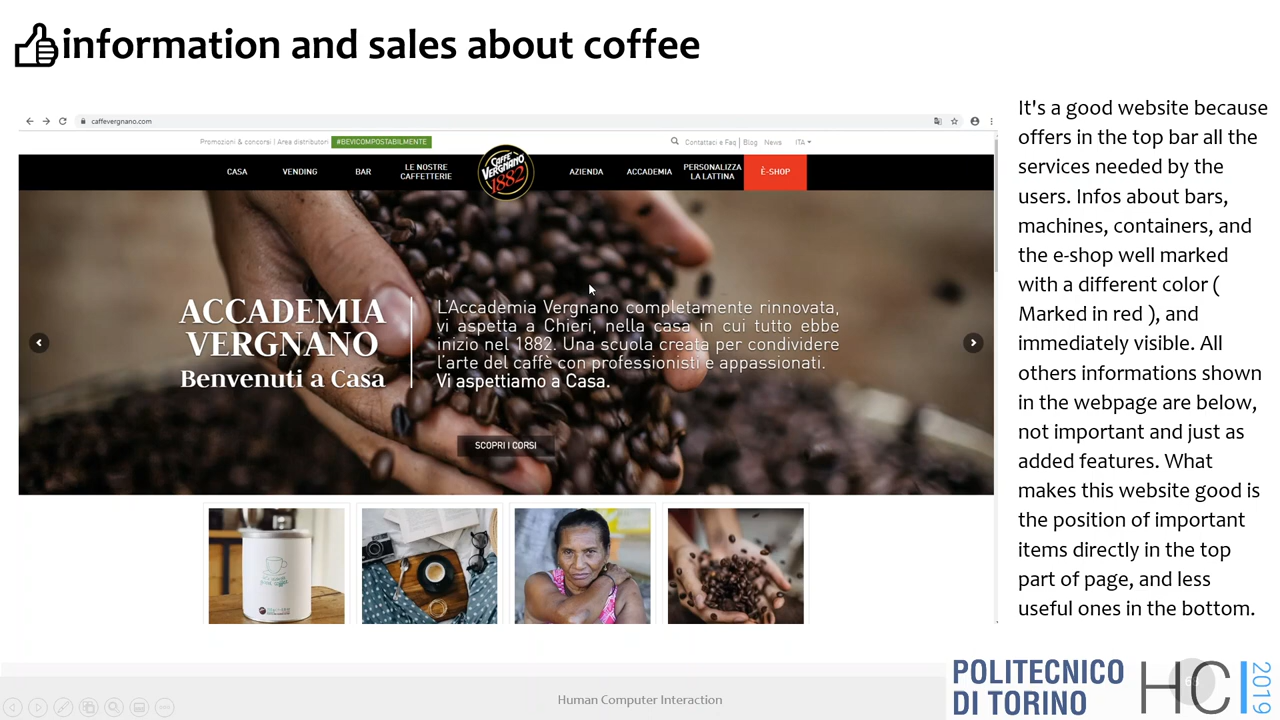 information and sales about coffee
caffevergnano.com
Promozioni & concorsi | Area distributori #BEVICOMPOSTABILMENTE
Contattaci e Faq | Blog News ITA
CASA VENDING BAR LE NOSTRE CAFFETTERIE
CAFFÈ VERGNANO 1882
AZIENDA ACCADEMIA PERSONALIZZA LA LATTINA È-SHOP
ACCADEMIA
VERGNANO
Benvenuti a Casa
L'Accademia Vergnano completamente rinnovata,
vi aspetta a Chieri, nella casa in cui tutto ebbe
inizio nel 1882. Una scuola creata per condividere
l'arte del caffè con professionisti e appassionati.
Vi aspettiamo a Casa.
SCOPRI I CORSI
It's a good website because
offers in the top bar all the
services needed by the
users. Infos about bars,
machines, containers, and
the e-shop well marked
with a different color (
Marked in red ), and
immediately visible. All
others informations shown
in the webpage are below,
not important and just as
added features. What
makes this website good is
the position of important
items directly in the top
part of page, and less
useful ones in the bottom.
Human Computer Interaction
POLITECNICO
DI TORINO
HCI
2019